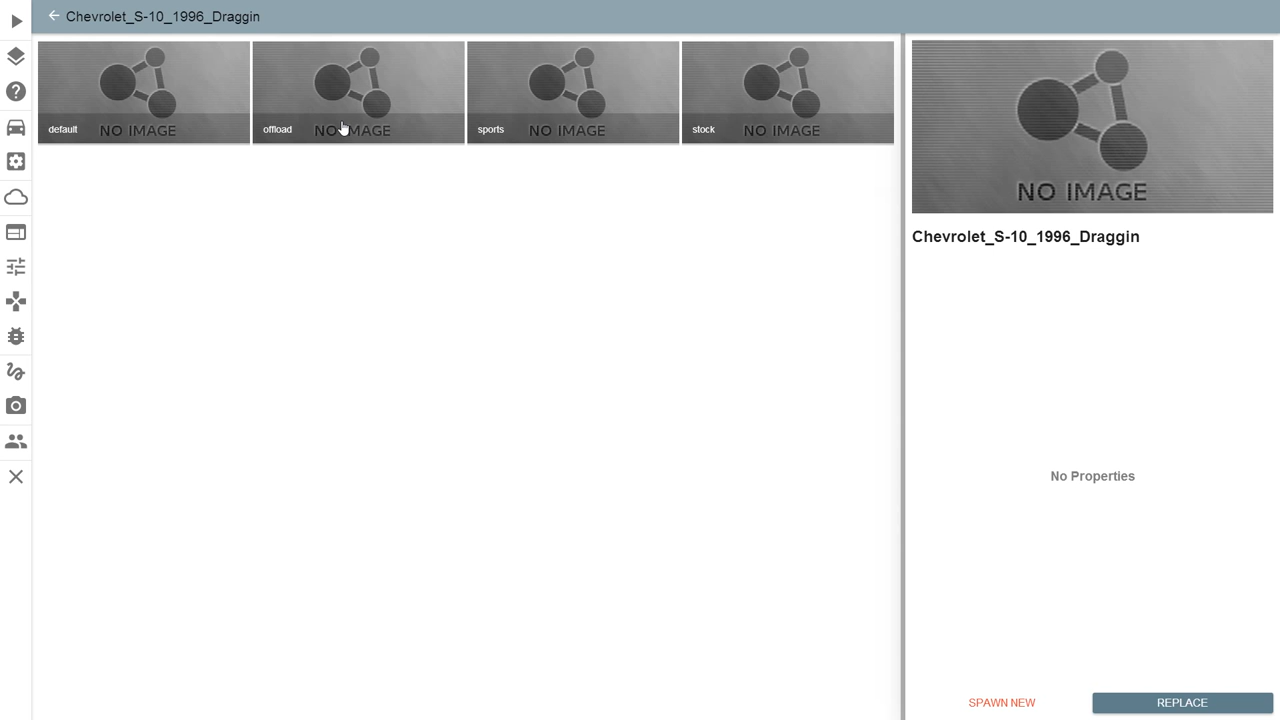 Chevrolet_S-10_1996_Draggin
default
NO IMAGE
offload
NO IMAGE
sports
NO IMAGE
stock
NO IMAGE
NO IMAGE
Chevrolet_S-10_1996_Draggin
No Properties
SPAWN NEW
REPLACE